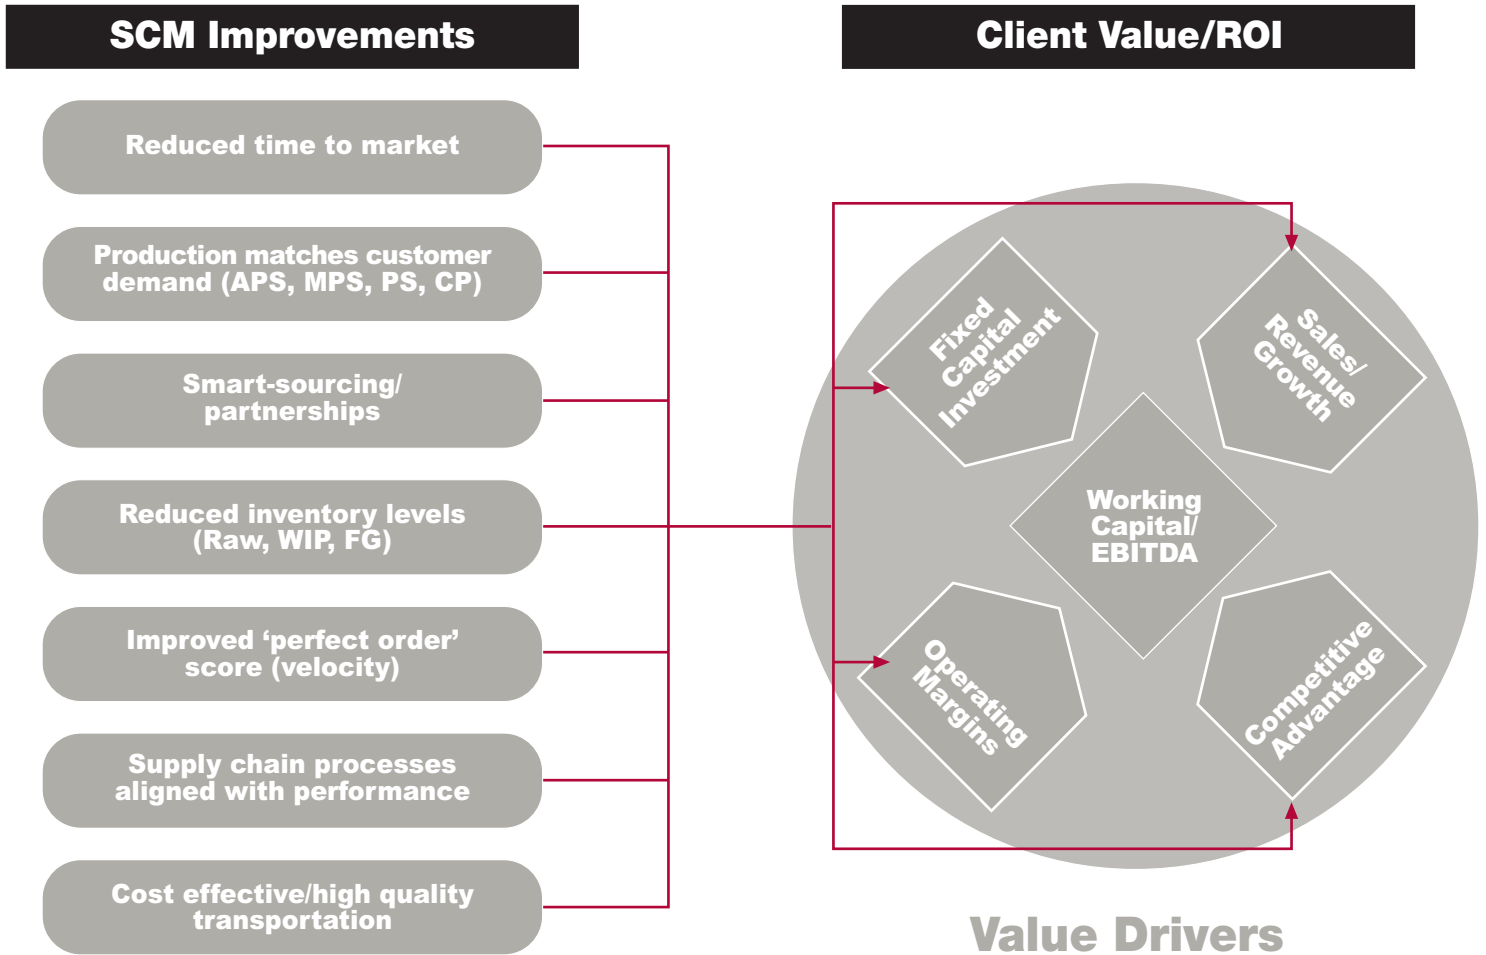 SCM Improvements
Reduced time to market
Production matches customer
demand (APS, MPS, PS, CP)
Smart-sourcing/
partnerships
Reduced inventory levels
(Raw, WIP, FG)
Improved ‘perfect order’
score (velocity)
Supply chain processes
aligned with performance
Cost effective/high quality
transportation
Client Value/ROI
Fixed
Capital
Investment
Sales/
Revenue
Growth
Working
Capital/
EBITDA
Operating
Margins
Competitive
Advantage
Value Drivers